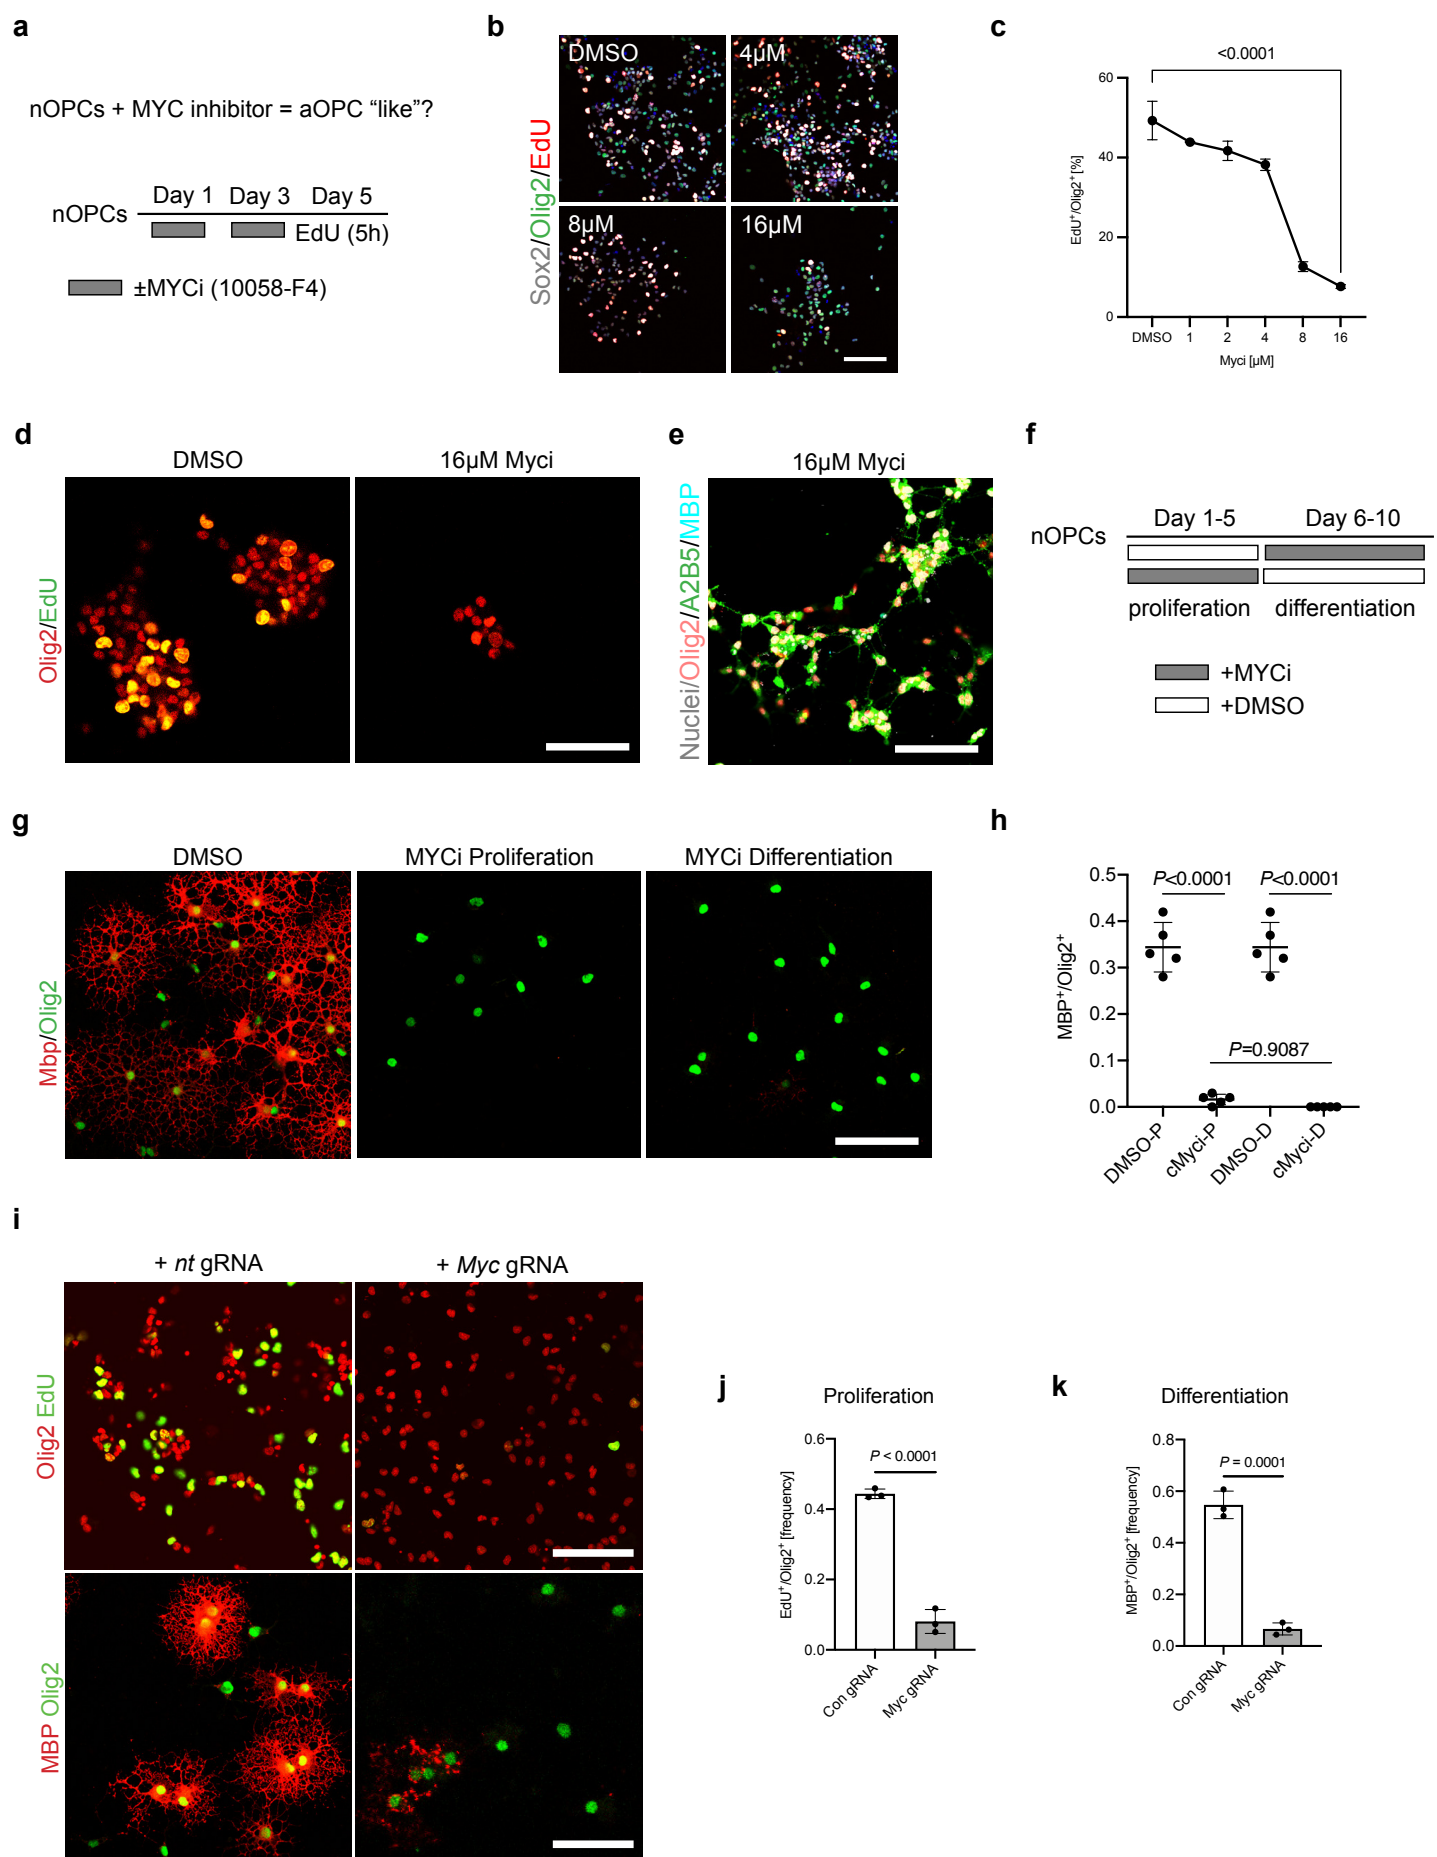 a
nOPCs + MYC inhibitor = aOPC “like”?
Day 1 Day 3 Day 5
nOPCs
EdU (5h)
±MYCi (10058-F4)
b
Sox2/Olig2/EdU
DMSO
4µM
8µM
16µM
c
<0.0001
EdU⁺/Olig2⁺ [%]
60
40
20
0
DMSO 1 2 4 8 16
Myci [µM]
d
DMSO
16µM Myci
Olig2/EdU
e
16µM Myci
Nuclei/Olig2/A2B5/MBP
f
Day 1-5 Day 6-10
nOPCs
proliferation differentiation
+MYCi
+DMSO
g
DMSO
MYCi Proliferation
MYCi Differentiation
Mbp/Olig2
h
MBP⁺/Olig2⁺
0.5
0.4
0.3
0.2
0.1
0.0
P<0.0001
P<0.0001
P=0.9087
DMSO-P
cMyci-P
DMSO-D
cMyci-D
i
+ nt gRNA
+ Myc gRNA
Olig2 EdU
MBP Olig2
j
Proliferation
EdU⁺/Olig2⁺ [frequency]
0.6
0.4
0.2
0.0
P < 0.0001
Con gRNA
Myc gRNA
k
Differentiation
MBP⁺/Olig2⁺ [frequency]
0.8
0.6
0.4
0.2
0.0
P = 0.0001
Con gRNA
Myc gRNA